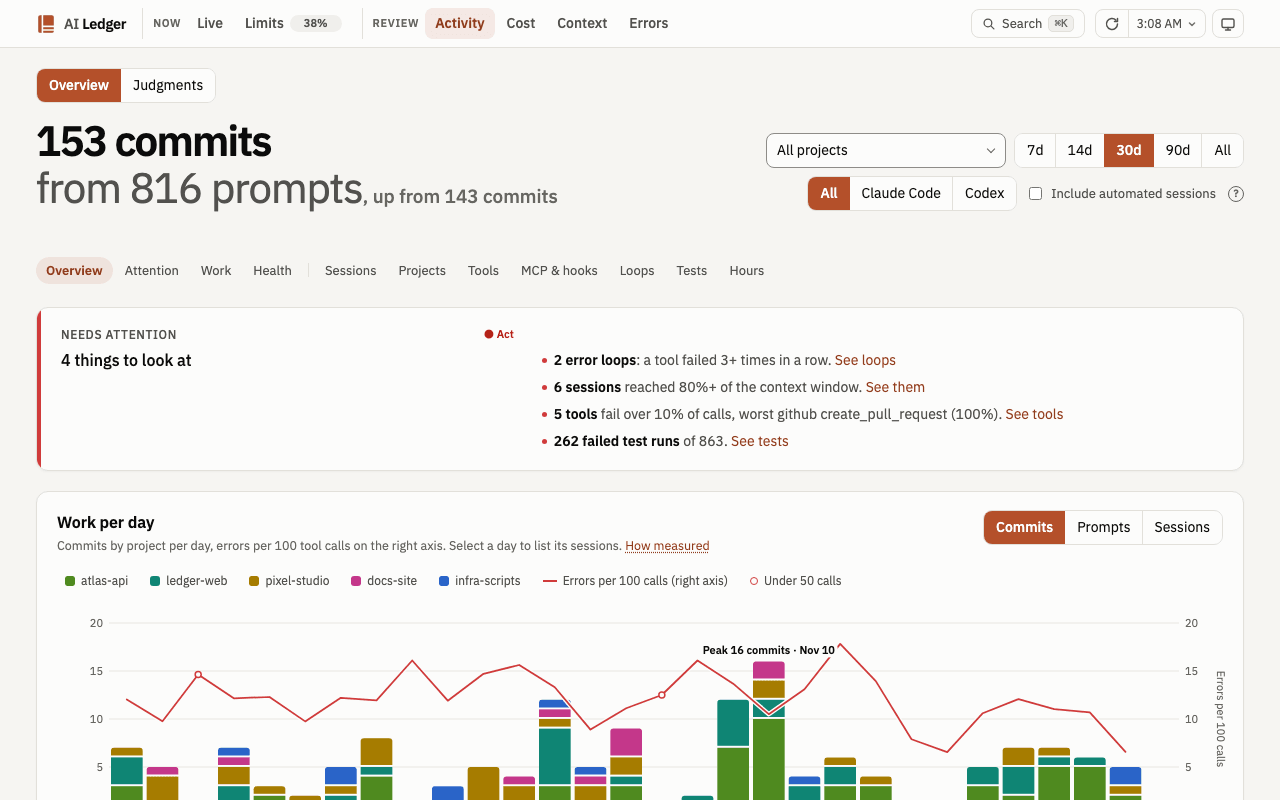 AI Ledger NOW Live Limits 38% REVIEW Activity Cost Context Errors Search ⌘K 3:08 AM
Overview Judgments
153 commits
from 816 prompts, up from 143 commits
All projects 7d 14d 30d 90d All
All Claude Code Codex Include automated sessions ?
Overview Attention Work Health Sessions Projects Tools MCP & hooks Loops Tests Hours
NEEDS ATTENTION
4 things to look at
Act
2 error loops: a tool failed 3+ times in a row. See loops
6 sessions reached 80%+ of the context window. See them
5 tools fail over 10% of calls, worst github create_pull_request (100%). See tools
262 failed test runs of 863. See tests
Work per day
Commits by project per day, errors per 100 tool calls on the right axis. Select a day to list its sessions. How measured
Commits Prompts Sessions
atlas-api ledger-web pixel-studio docs-site infra-scripts Errors per 100 calls (right axis) Under 50 calls
20 20
Peak 16 commits · Nov 10
15 15
10 10
5 5
Errors per 100 calls